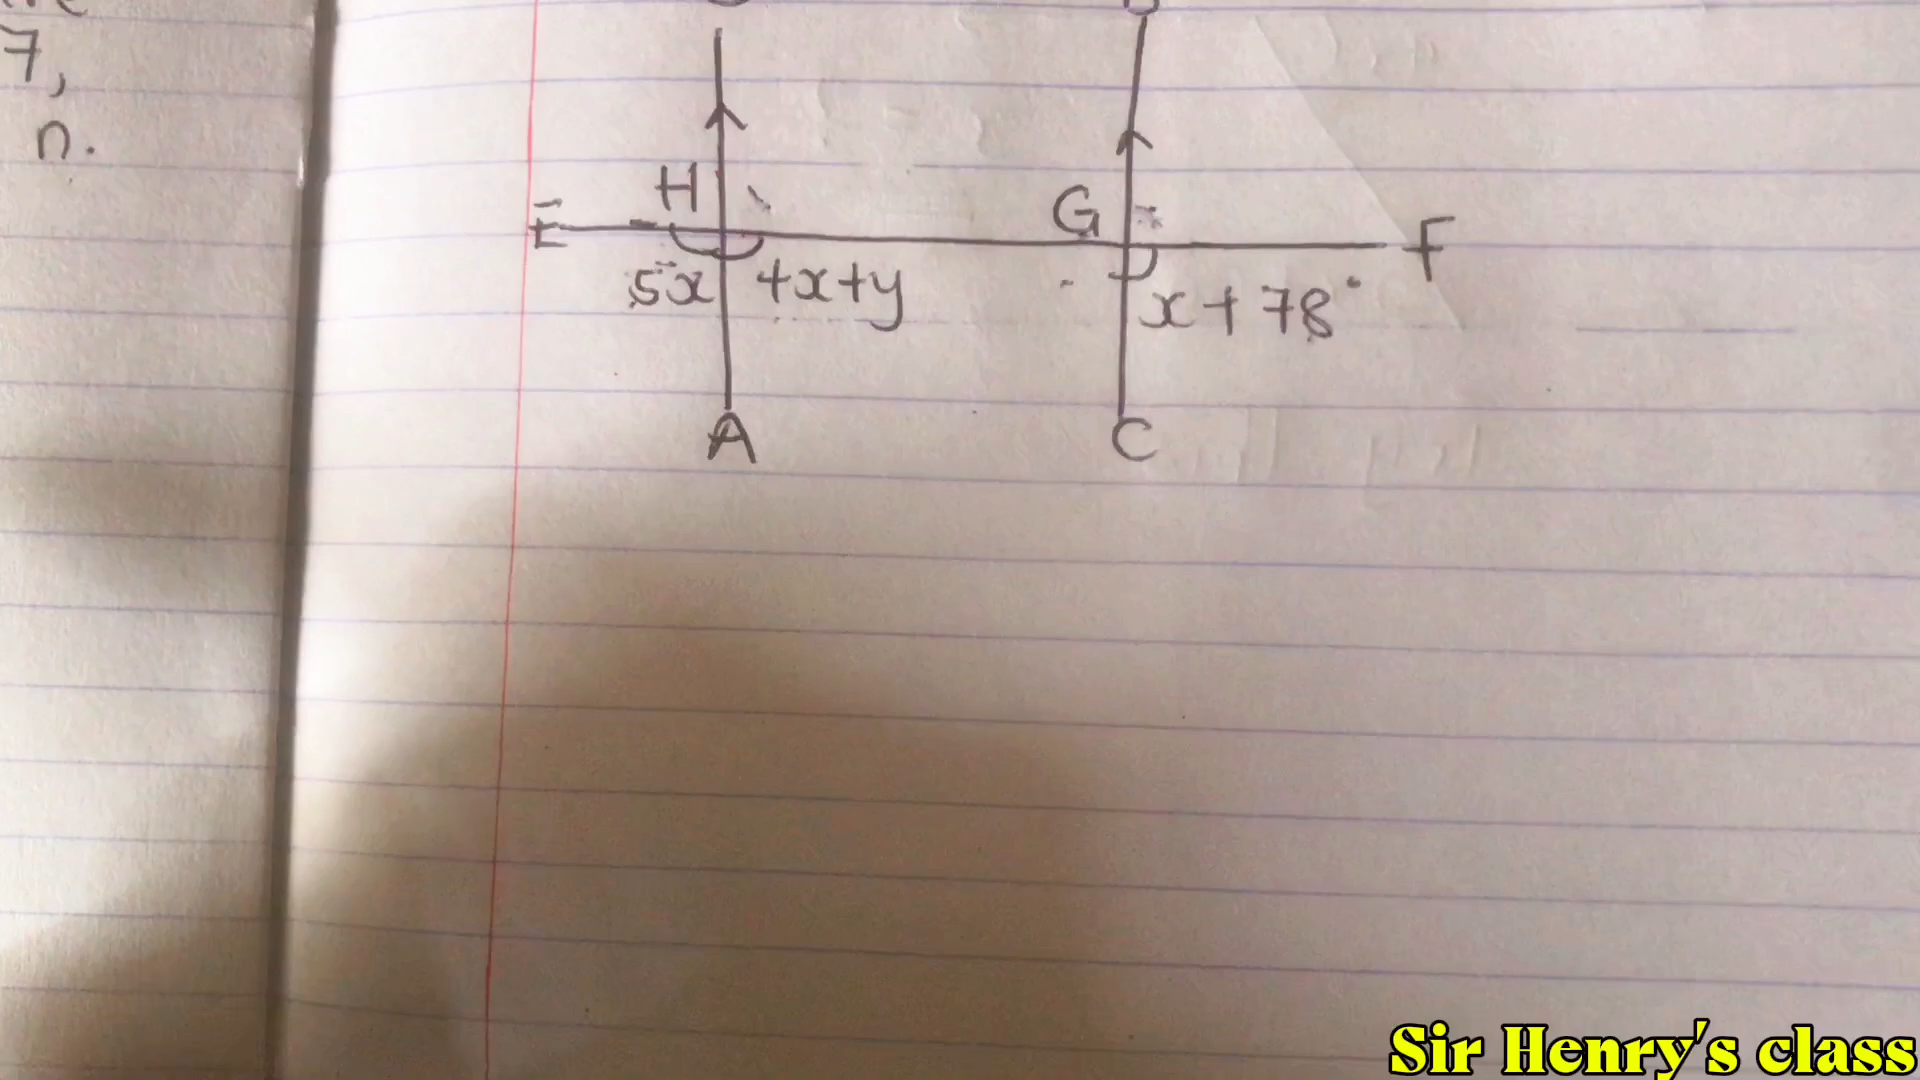 7,
n.
H
E
G
F
5x
4x+y
x+78°
A
C
Sir Henry's class